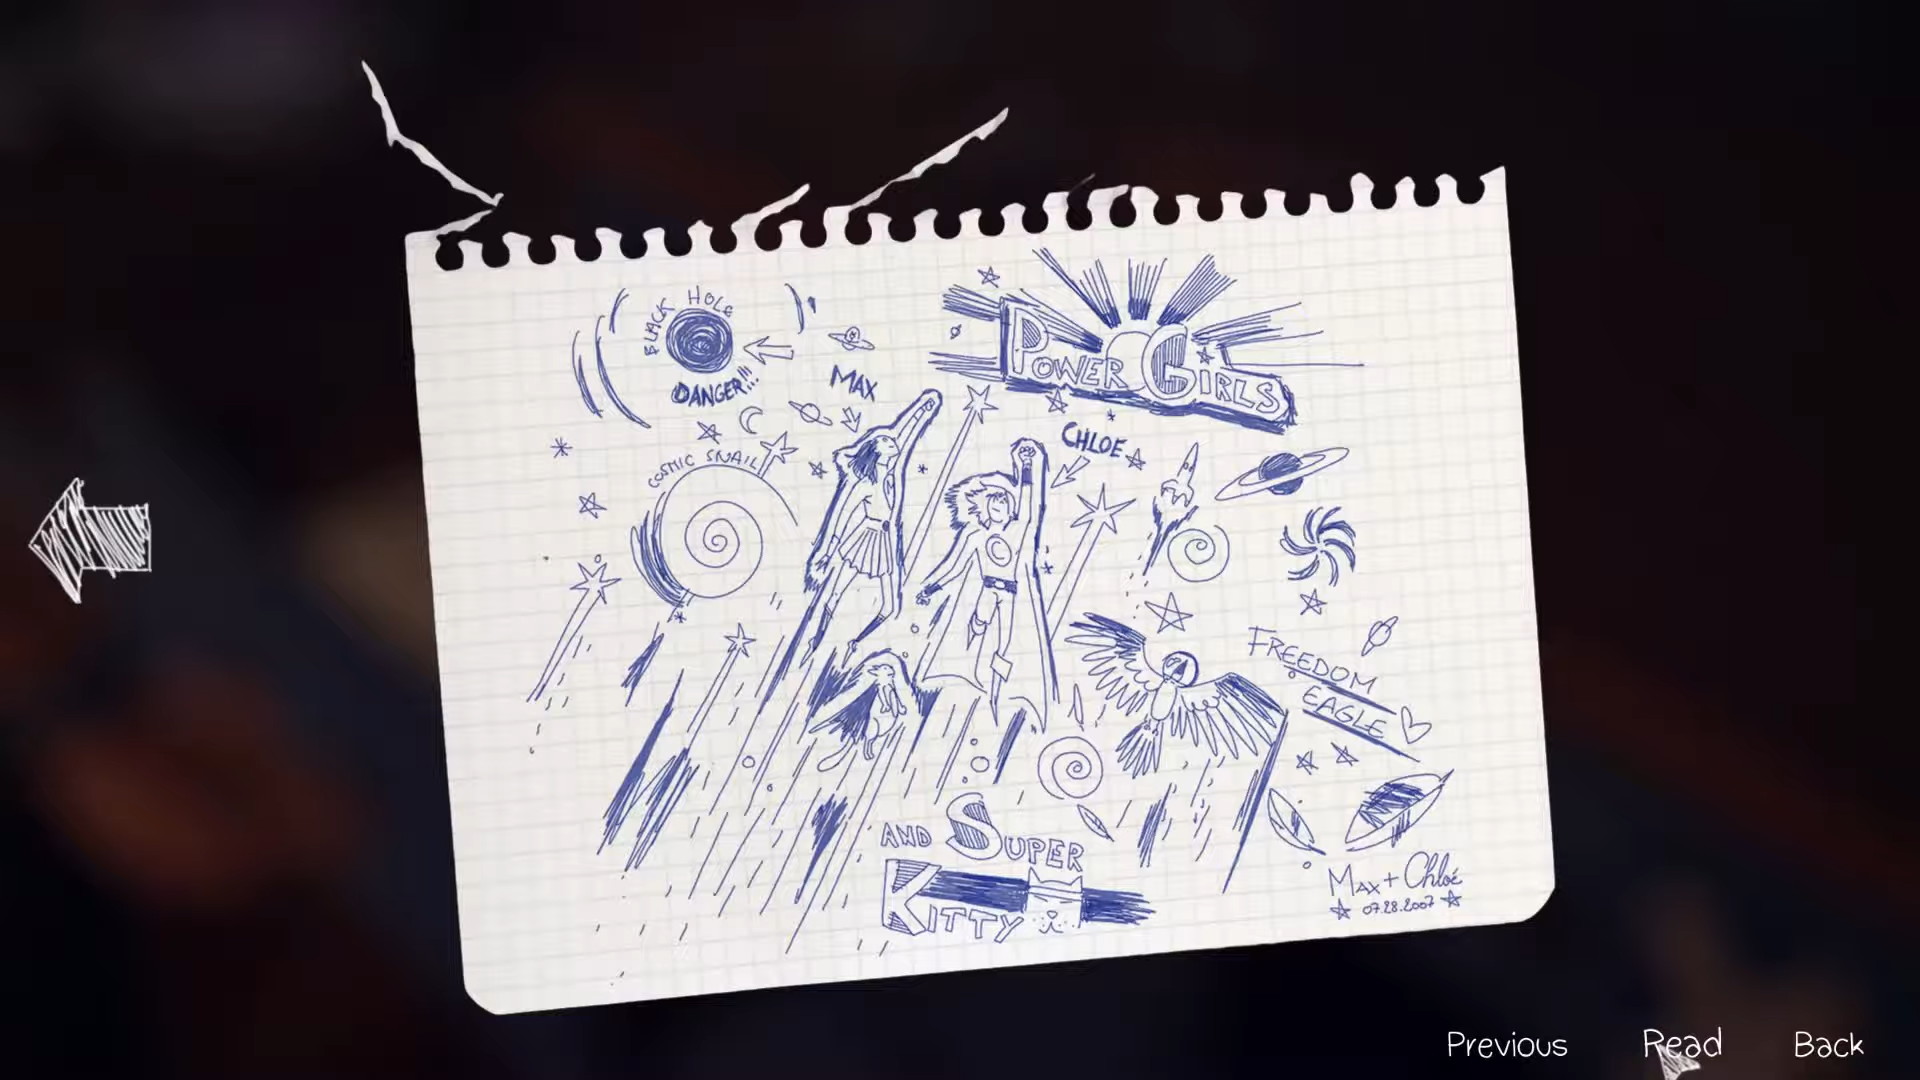 BLACK HOLE
DANGER!!!
MAX
POWER GIRLS
CHLOE
COSMIC SNAIL
FREEDOM
EAGLE
AND SUPER
KITTY
MAX + Chloé
07.28.2007
Previous
Read
Back